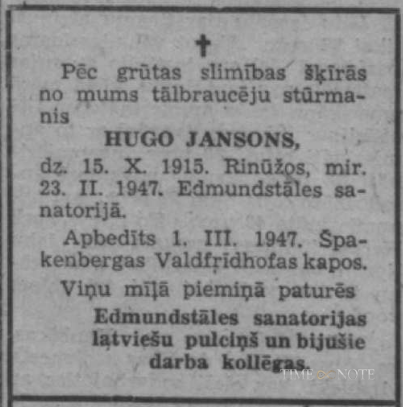 Pēc grūtas slimības šķīrās
no mums tālbraucēju stūrma-
nis
HUGO JANSONS,
dz. 15. X. 1915. Rinūžos, mir.
23. II. 1947. Edmundstāles sa-
natorijā.
Apbedīts 1. III. 1947. Špa-
kenbergas Valdfrīdhofas kapos.
Viņu mīļā piemiņā paturēs
Edmundstāles sanatorijas
latviešu pulciņš un bijušie
darba kollēgas.
TIMENOTE